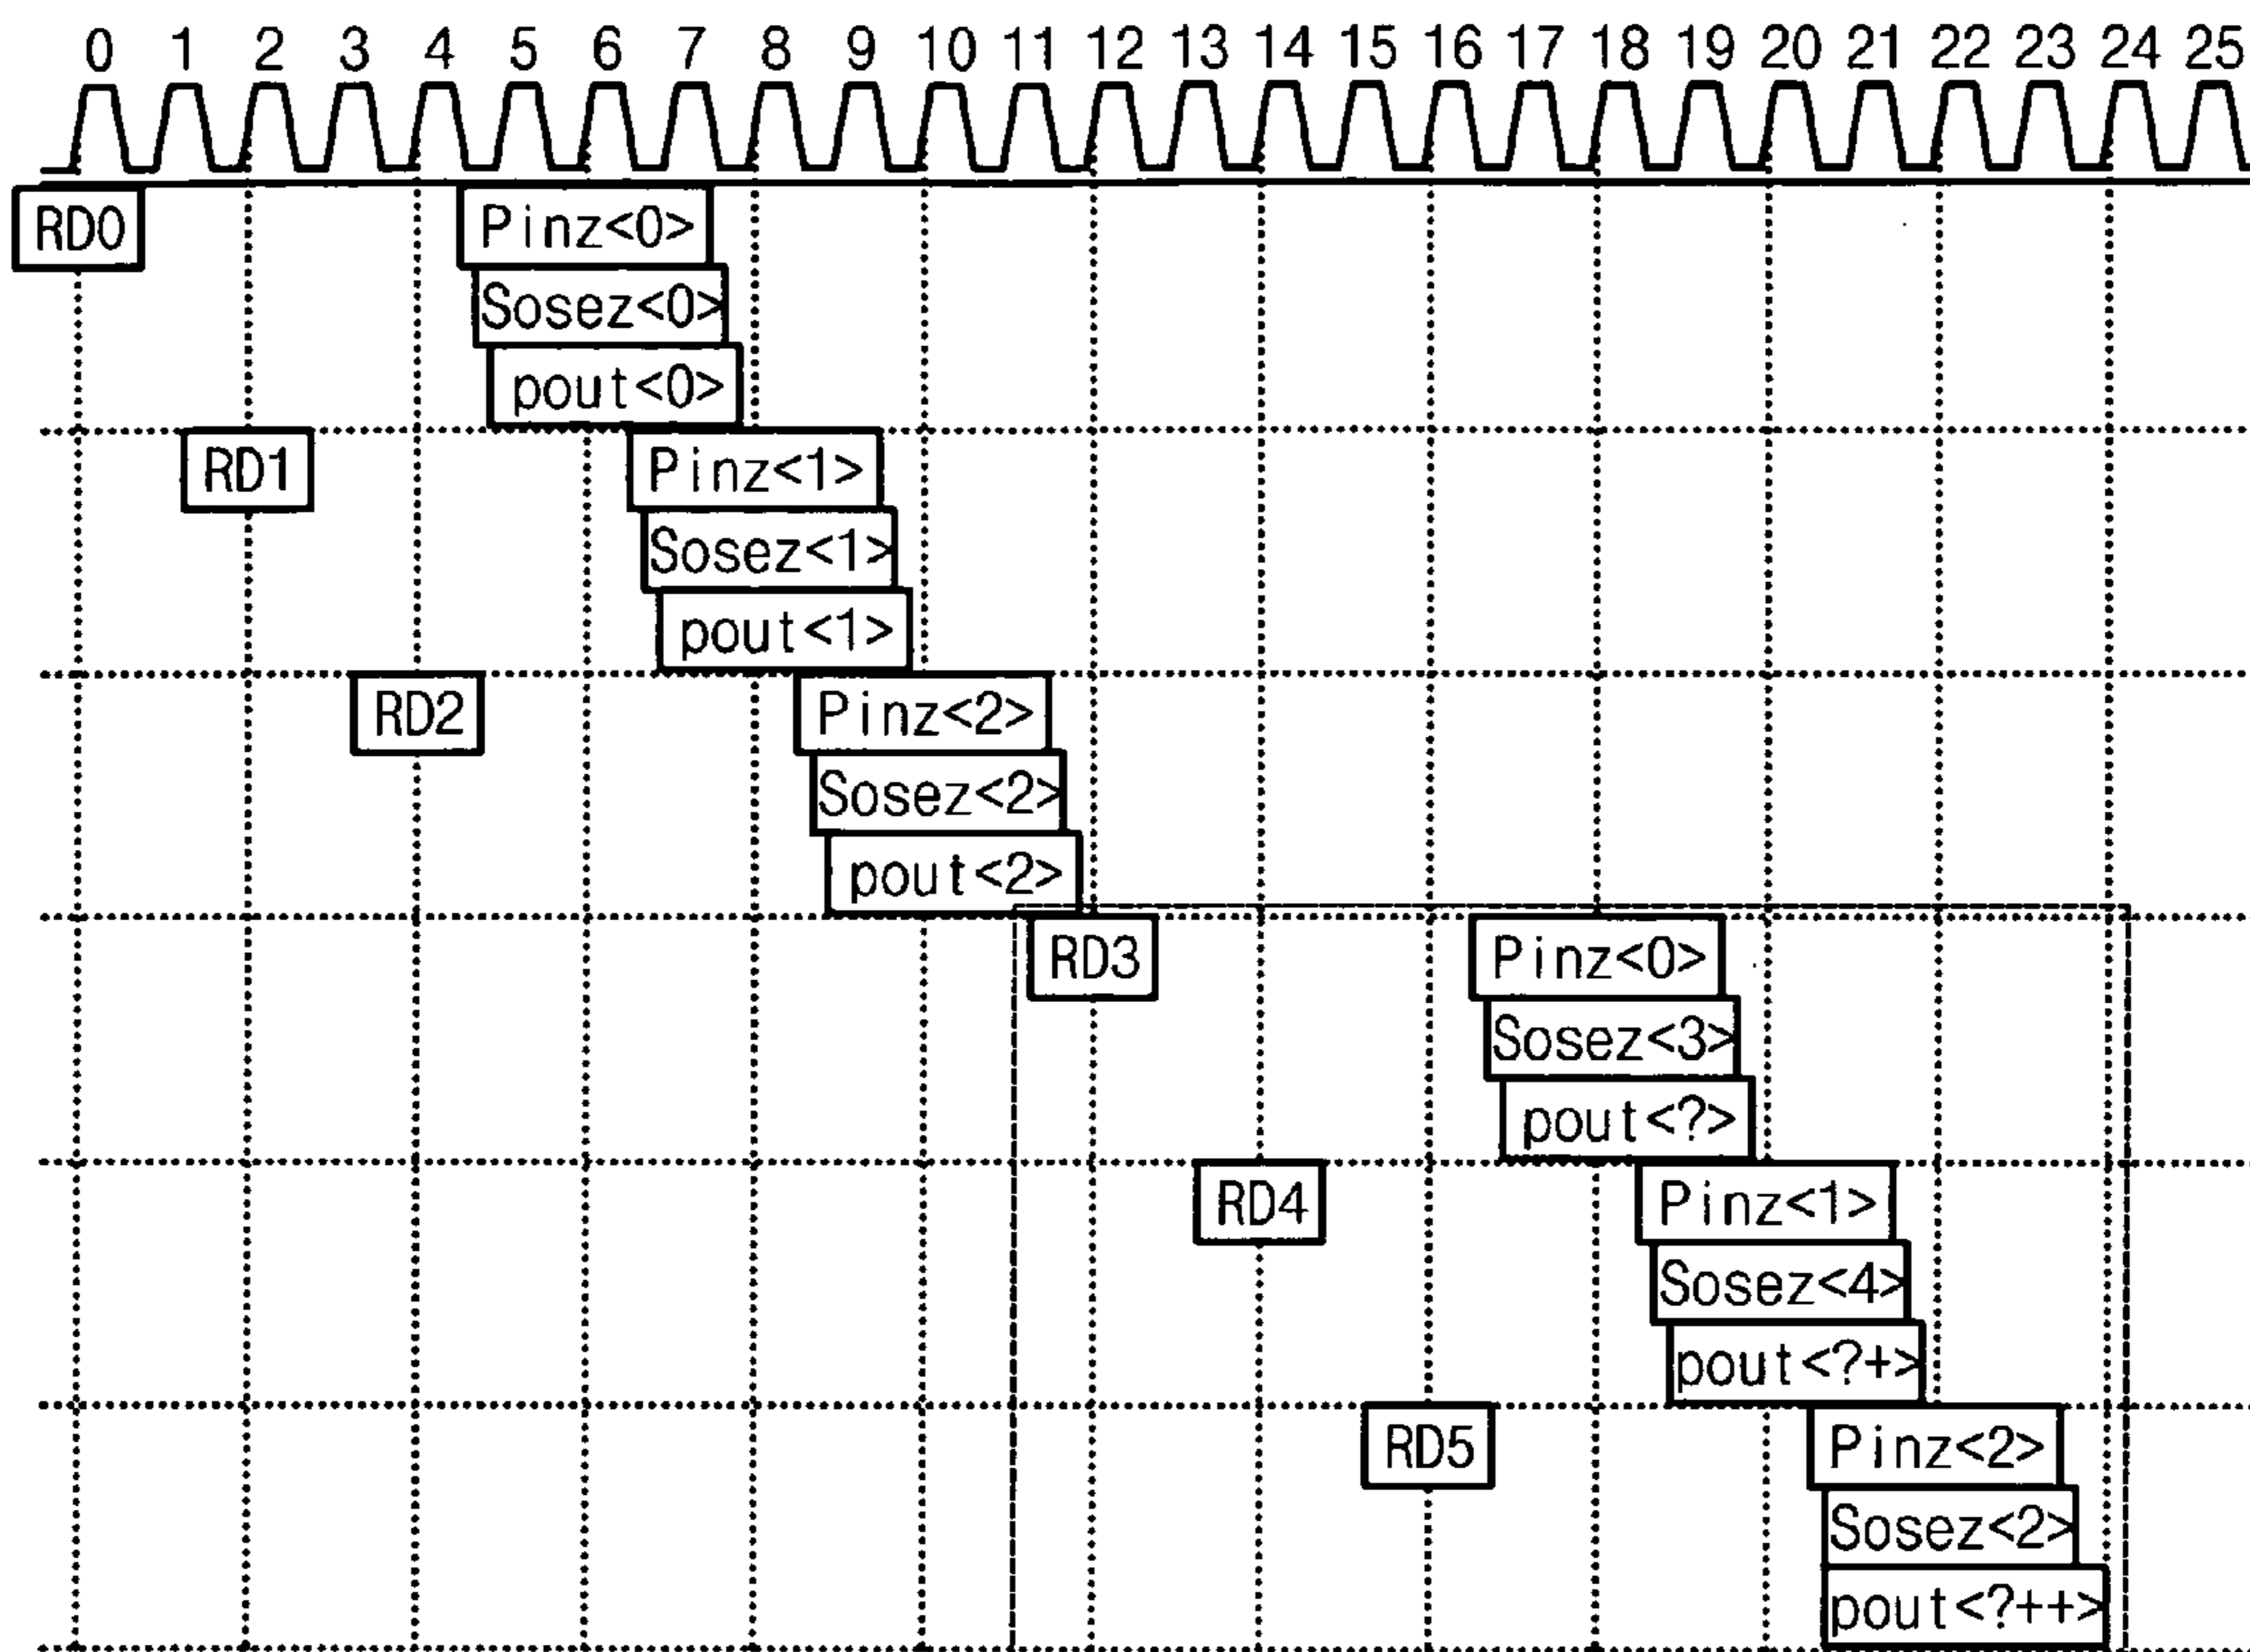 0 1 2 3 4 5 6 7 8 9 10 11 12 13 14 15 16 17 18 19 20 21 22 23 24 25
RD0 Pinz<0>
Sosez<0>
pout<0>
RD1 Pinz<1>
Sosez<1>
pout<1>
RD2 Pinz<2>
Sosez<2>
pout<2>
RD3 Pinz<0>
Sosez<3>
pout<?>
RD4 Pinz<1>
Sosez<4>
pout<?+>
RD5 Pinz<2>
Sosez<2>
pout<?++>